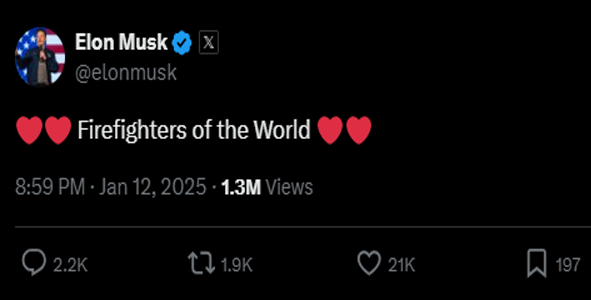 Elon Musk 𝕏
@elonmusk
❤️❤️ Firefighters of the World ❤️❤️
8:59 PM · Jan 12, 2025 · 1.3M Views
2.2K 1.9K 21K 197